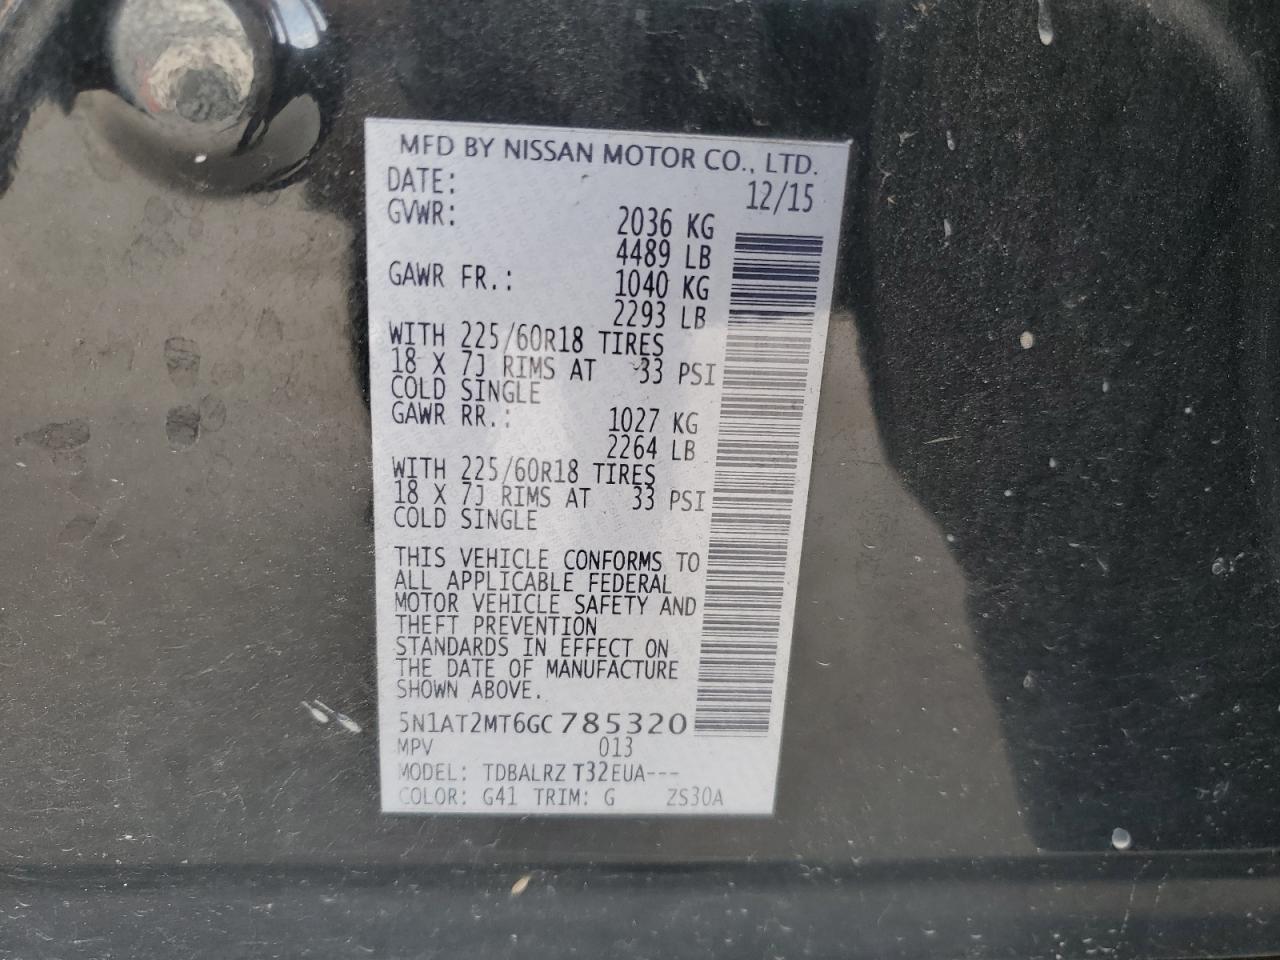 MFD BY NISSAN MOTOR CO., LTD.
DATE: 12/15
GVWR: 2036 KG
4489 LB
GAWR FR.: 1040 KG
2293 LB
WITH 225/60R18 TIRES
18 X 7J RIMS AT 33 PSI
COLD SINGLE
GAWR RR.: 1027 KG
2264 LB
WITH 225/60R18 TIRES
18 X 7J RIMS AT 33 PSI
COLD SINGLE
THIS VEHICLE CONFORMS TO
ALL APPLICABLE FEDERAL
MOTOR VEHICLE SAFETY AND
THEFT PREVENTION
STANDARDS IN EFFECT ON
THE DATE OF MANUFACTURE
SHOWN ABOVE.
5N1AT2MT6GC785320
MPV 013
MODEL: TDBALRZ T32EUA---
COLOR: G41 TRIM: G ZS30A